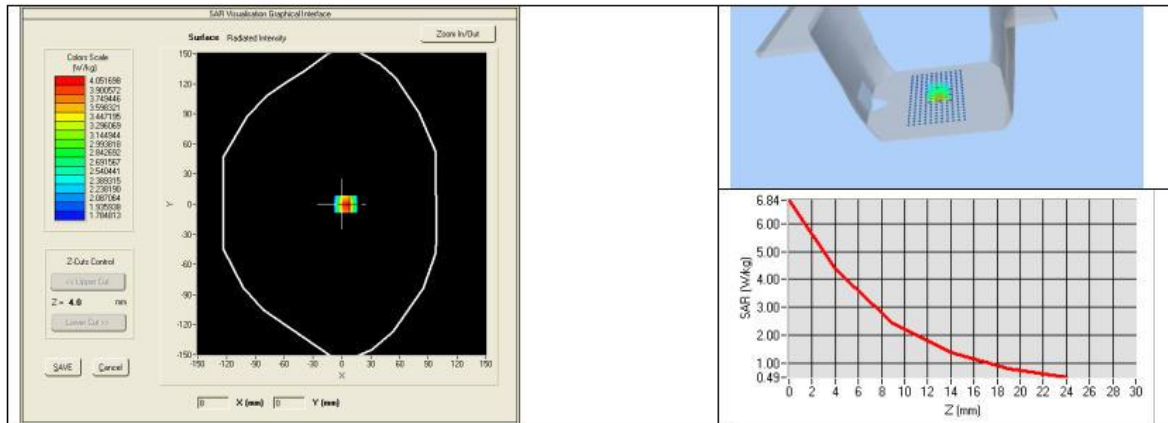 SAR Visualisation Graphical Interface
Surface Radiated Intensity
Zoom In/Out
Colors Scale
(W/kg)
4.051698
3.900572
3.749446
3.598321
3.447195
3.296069
3.144944
2.993818
2.842692
2.691567
2.540441
2.389315
2.238190
2.087064
1.935938
1.784813
Z-Cuts Control
<< Upper Cut
Z = 4.0 mm
Lower Cut >>
SAVE Cancel
150
120
90
60
30
0
-30
-60
-90
-120
-150
Y
-150 -120 -90 -60 -30 0 30 60 90 120 150
X
0 X (mm) 0 Y (mm)
6.84
6.00
5.00
4.00
3.00
2.00
1.00
0.49
SAR (W/kg)
0 2 4 6 8 10 12 14 16 18 20 22 24 26 28 30
Z (mm)